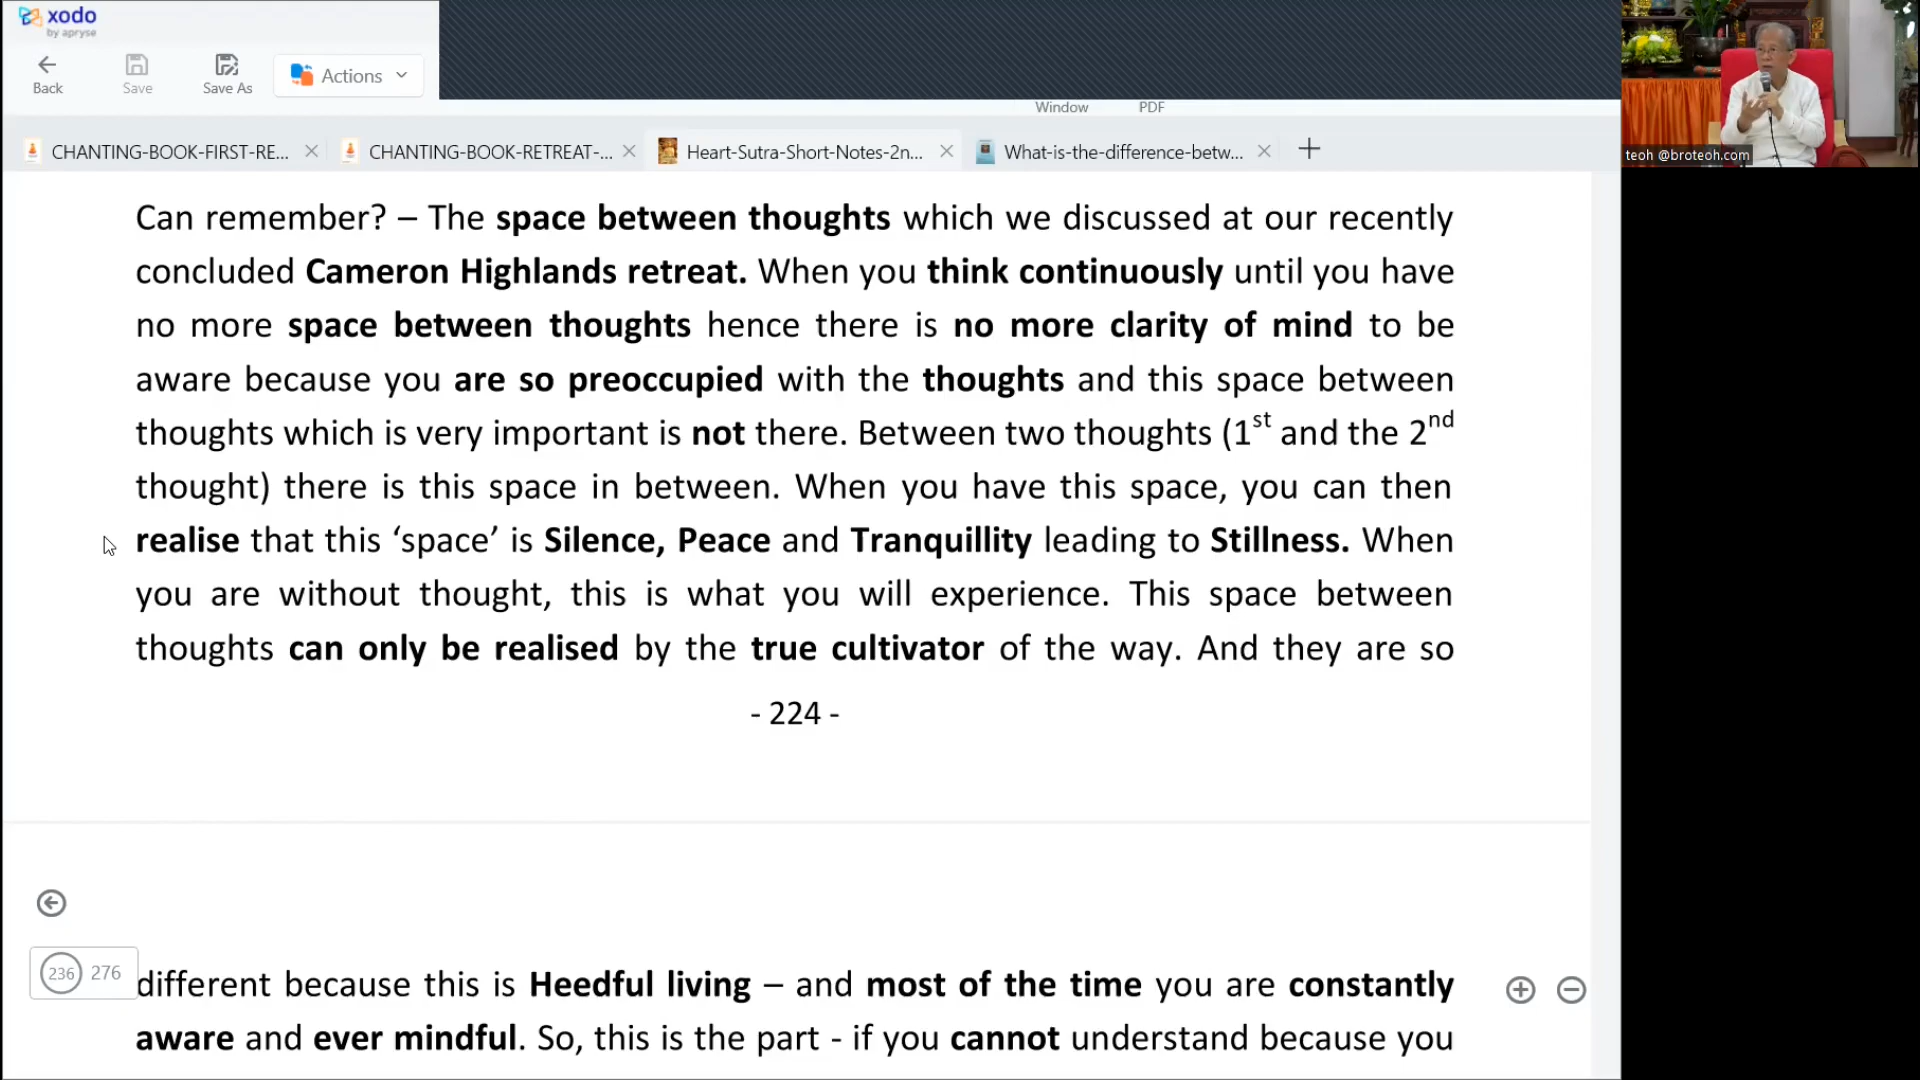 xodo
by apryse
Back
Save
Save As
Actions
Window
PDF
teoh @broteoh.com
CHANTING-BOOK-FIRST-RE...
CHANTING-BOOK-RETREAT-...
Heart-Sutra-Short-Notes-2n...
What-is-the-difference-betw...
Can remember? – The space between thoughts which we discussed at our recently
concluded Cameron Highlands retreat. When you think continuously until you have
no more space between thoughts hence there is no more clarity of mind to be
aware because you are so preoccupied with the thoughts and this space between
thoughts which is very important is not there. Between two thoughts (1st and the 2nd
thought) there is this space in between. When you have this space, you can then
realise that this ‘space’ is Silence, Peace and Tranquillity leading to Stillness. When
you are without thought, this is what you will experience. This space between
thoughts can only be realised by the true cultivator of the way. And they are so
- 224 -
236 276
different because this is Heedful living – and most of the time you are constantly
aware and ever mindful. So, this is the part - if you cannot understand because you